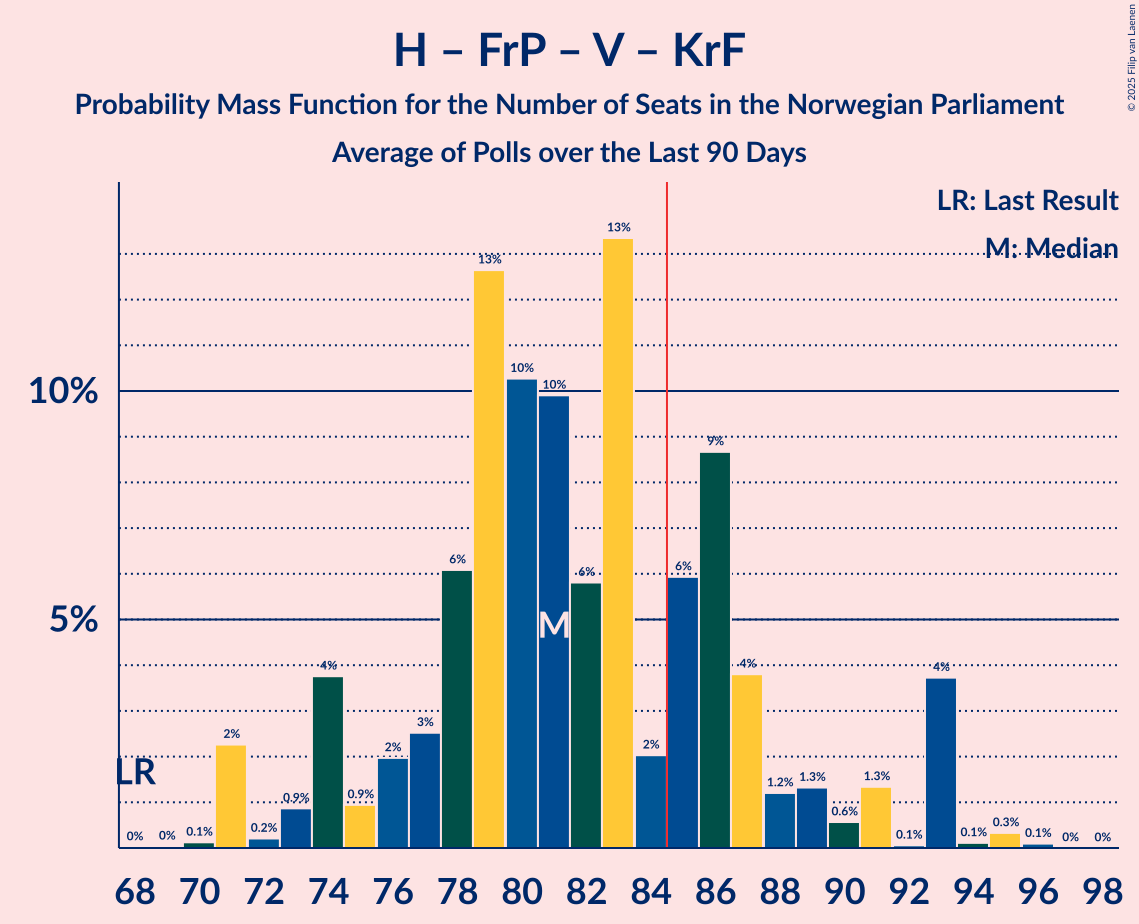 H – FrP – V – KrF
Probability Mass Function for the Number of Seats in the Norwegian Parliament
Average of Polls over the Last 90 Days
© 2025 Filip van Laenen
LR: Last Result
M: Median
10%
5%
LR
M
0% 0% 0.1% 2% 0.2% 0.9% 4% 0.9% 2% 3% 6% 13% 10% 10% 6% 13% 2% 6% 9% 4% 1.2% 1.3% 0.6% 1.3% 0.1% 4% 0.1% 0.3% 0.1% 0% 0%
68 70 72 74 76 78 80 82 84 86 88 90 92 94 96 98